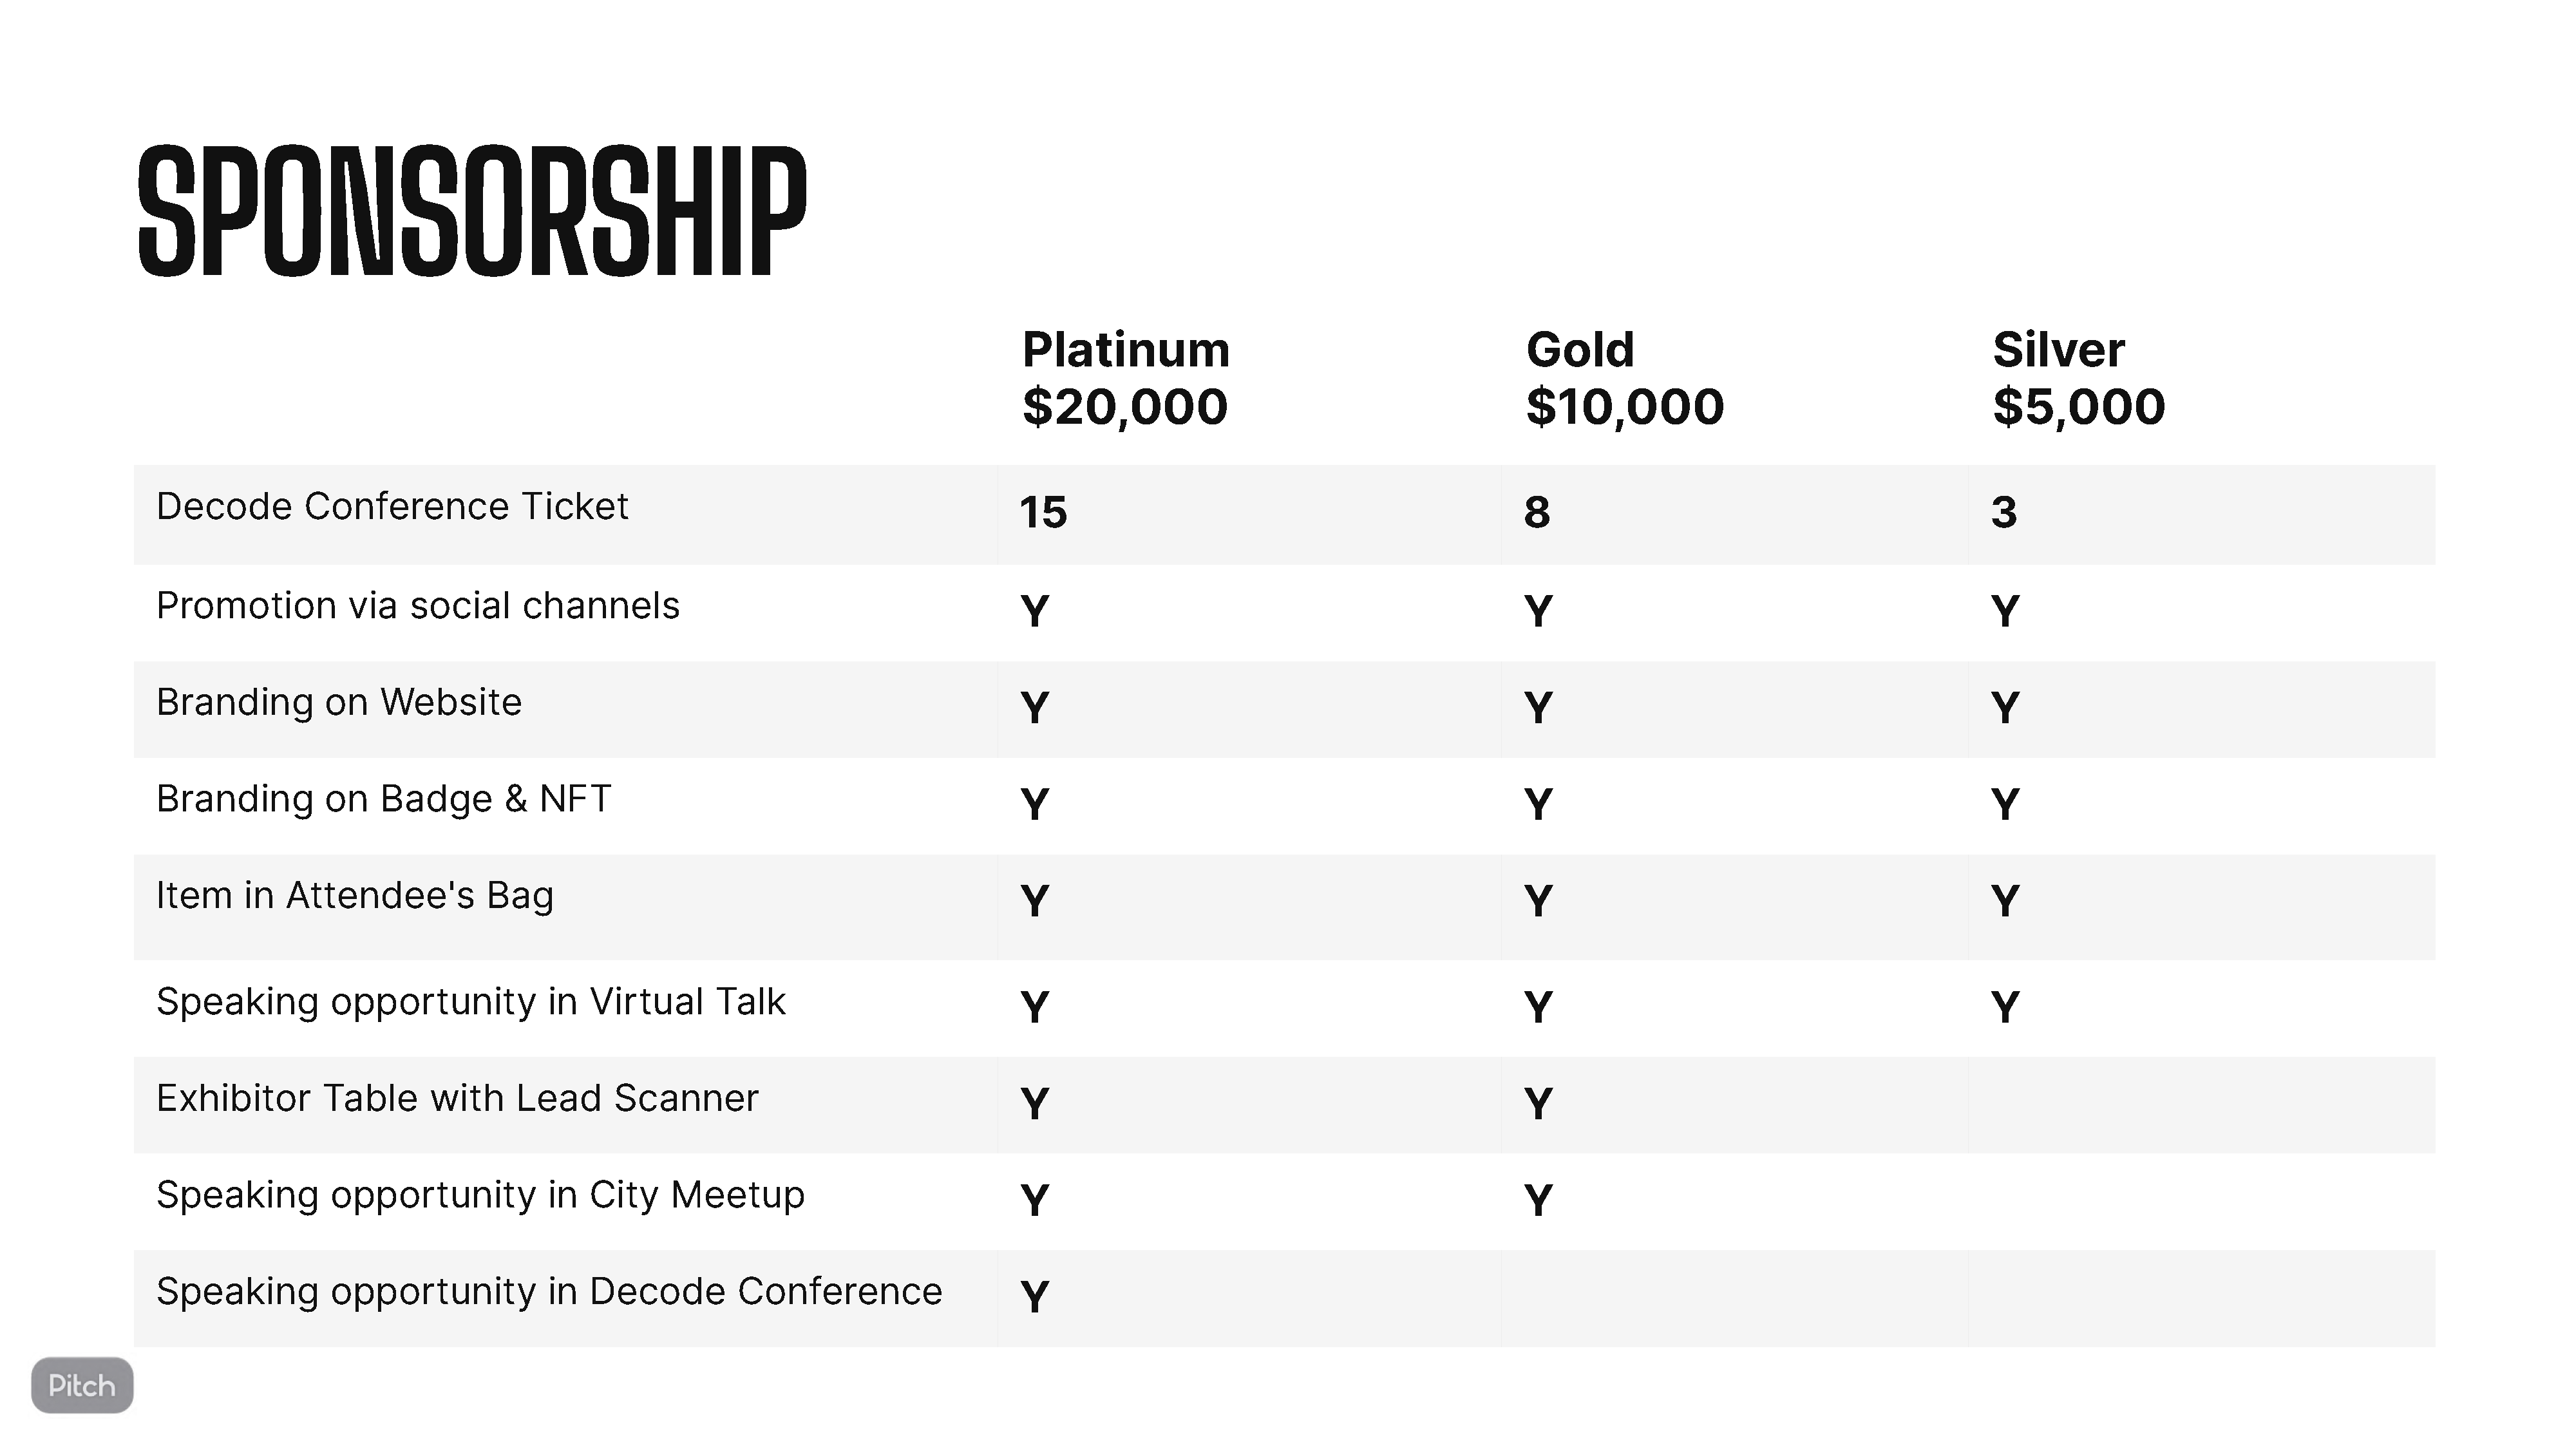 SPONSORSHIP
Platinum Gold Silver
$20,000 $10,000 $5,000
Decode Conference Ticket 15 8 3
Promotion via social channels Y Y Y
Branding on Website Y Y Y
Branding on Badge & NFT Y Y Y
Item in Attendee's Bag Y Y Y
Speaking opportunity in Virtual Talk Y Y Y
Exhibitor Table with Lead Scanner Y Y
Speaking opportunity in City Meetup Y Y
Speaking opportunity in Decode Conference Y
Pitch